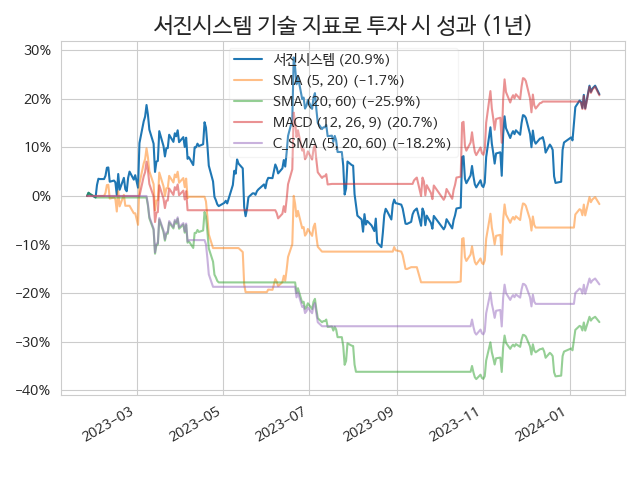 서진시스템 기술 지표로 투자 시 성과 (1년)
30%
20%
10%
0%
−10%
−20%
−30%
−40%
서진시스템 (20.9%)
SMA (5, 20) (−1.7%)
SMA (20, 60) (−25.9%)
MACD (12, 26, 9) (20.7%)
C_SMA (5, 20, 60) (−18.2%)
2023−03
2023−05
2023−07
2023−09
2023−11
2024−01